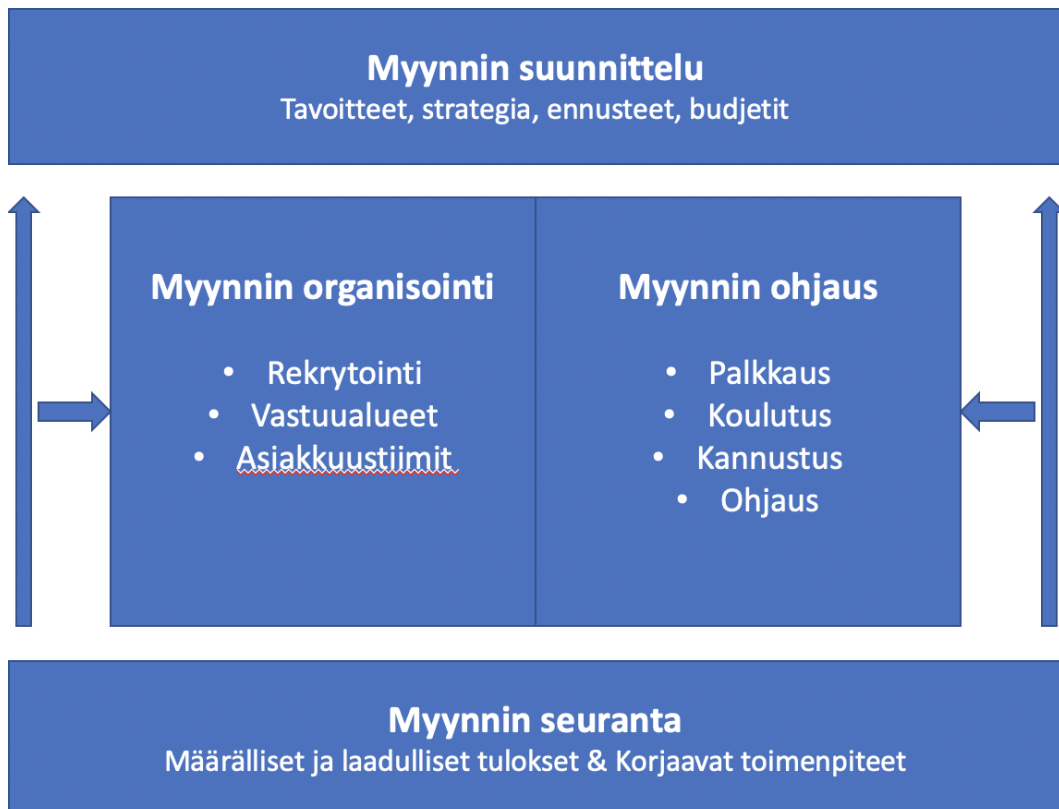 Myynnin suunnittelu
Tavoitteet, strategia, ennusteet, budjetit
Myynnin organisointi
• Rekrytointi
• Vastuualueet
• Asiakkuustiimit
Myynnin ohjaus
• Palkkaus
• Koulutus
• Kannustus
• Ohjaus
Myynnin seuranta
Määrälliset ja laadulliset tulokset & Korjaavat toimenpiteet